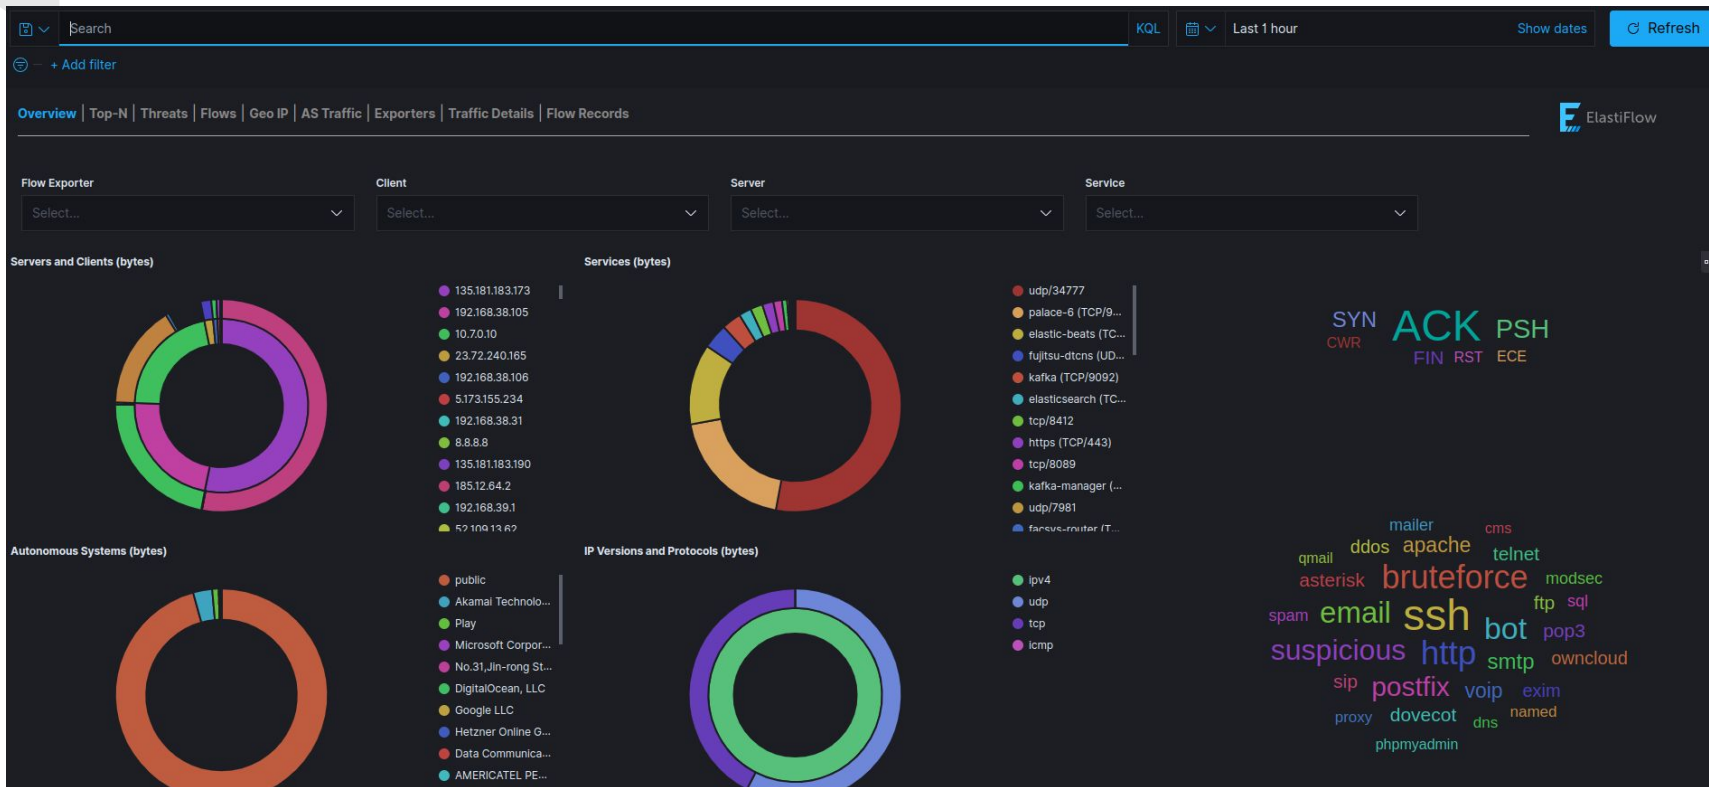 Search
KQL
Last 1 hour
Show dates
Refresh
+ Add filter
Overview | Top-N | Threats | Flows | Geo IP | AS Traffic | Exporters | Traffic Details | Flow Records
ElastiFlow
Flow Exporter
Client
Server
Service
Select...
Select...
Select...
Select...
Servers and Clients (bytes)
135.181.183.173
192.168.38.105
10.7.0.10
23.72.240.165
192.168.38.106
5.173.155.234
192.168.38.31
8.8.8.8
135.181.183.190
185.12.64.2
192.168.39.1
52.109.13.62
Services (bytes)
udp/34777
palace-6 (TCP/9...
elastic-beats (TC...
fujitsu-dtcns (UD...
kafka (TCP/9092)
elasticsearch (TC...
tcp/8412
https (TCP/443)
tcp/8089
kafka-manager (...
udp/7981
facsys-router (T...
SYN ACK PSH
CWR FIN RST ECE
Autonomous Systems (bytes)
public
Akamai Technolo...
Play
Microsoft Corpor...
No.31,Jin-rong St...
DigitalOcean, LLC
Google LLC
Hetzner Online G...
Data Communica...
AMERICATEL PE...
IP Versions and Protocols (bytes)
ipv4
udp
tcp
icmp
mailer cms
qmail ddos apache telnet
asterisk bruteforce modsec
spam email ssh ftp sql
bot pop3
suspicious http smtp owncloud
sip postfix voip exim
proxy dovecot dns named
phpmyadmin